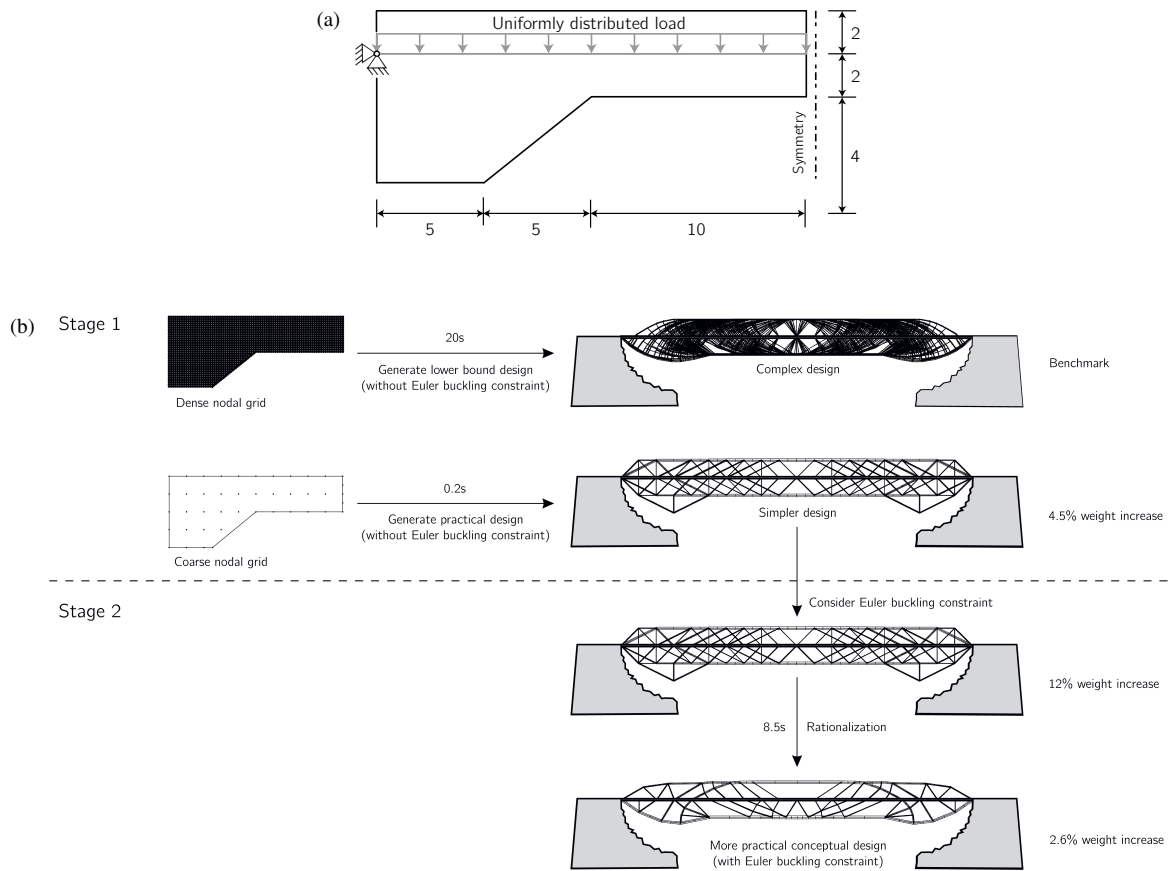 (a)
Uniformly distributed load
2
2
4
Symmetry
5
5
10
(b)
Stage 1
20s
Generate lower bound design
(without Euler buckling constraint)
Dense nodal grid
Complex design
Benchmark
0.2s
Generate practical design
(without Euler buckling constraint)
Coarse nodal grid
Simpler design
4.5% weight increase
Stage 2
Consider Euler buckling constraint
12% weight increase
8.5s
Rationalization
More practical conceptual design
(with Euler buckling constraint)
2.6% weight increase